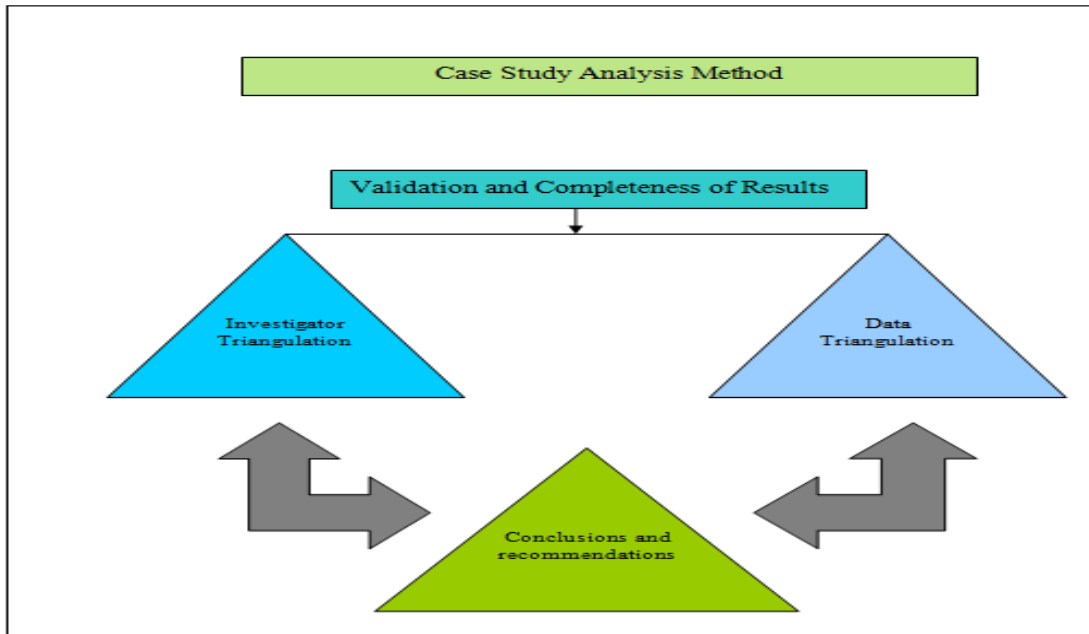 Case Study Analysis Method
Validation and Completeness of Results
Investigator
Triangulation
Data
Triangulation
Conclusions and
recommendations